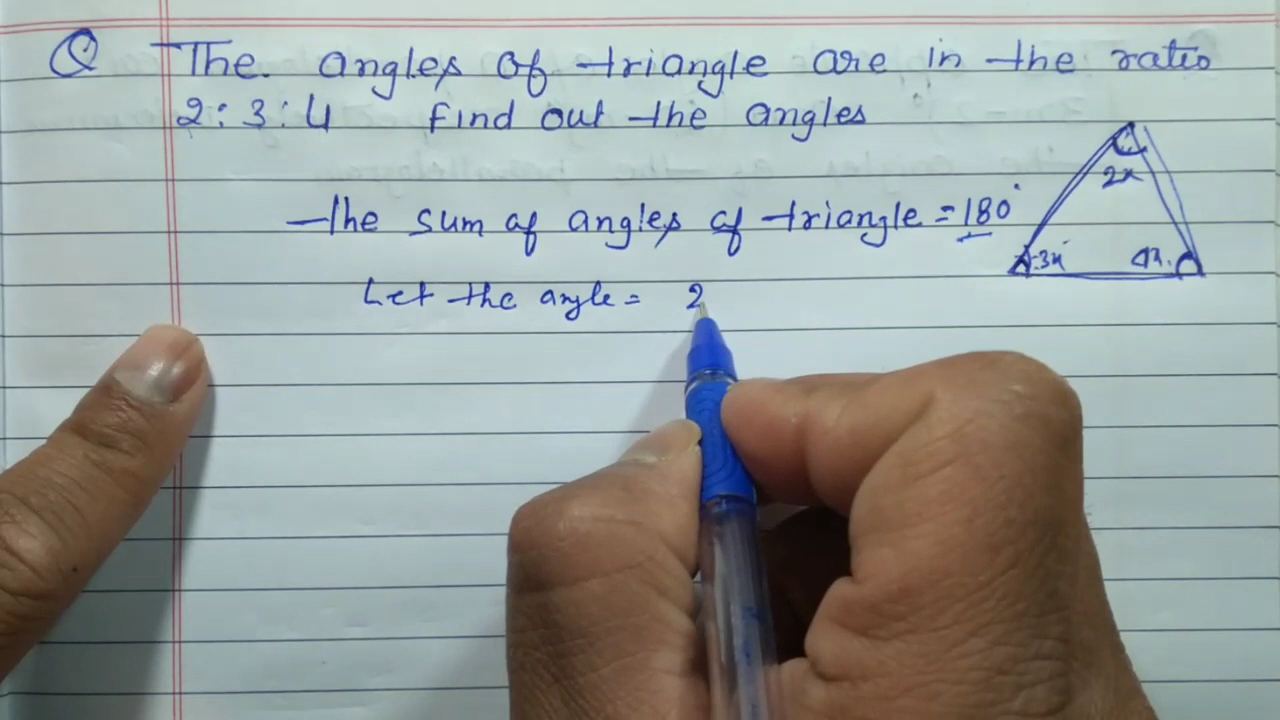 Q The. angles of triangle are in the ratio
2:3:4 Find out the angles
2x
The sum of angles of triangle = 180°
3x 4x.
Let the angle = 2